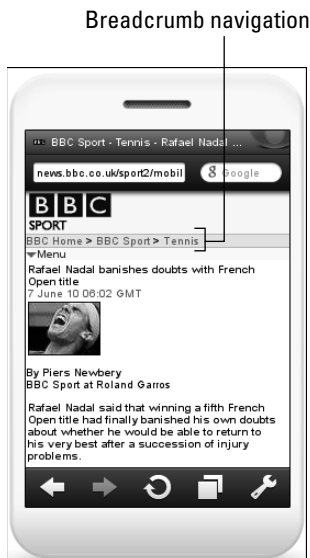 Breadcrumb navigation
BBC Sport - Tennis - Rafael Nadal ...
news.bbc.co.uk/sport2/mobil
g Google
BBC
SPORT
BBC Home > BBC Sport > Tennis
Menu
Rafael Nadal banishes doubts with French
Open title
7 June 10 06:02 GMT
By Piers Newbery
BBC Sport at Roland Garros
Rafael Nadal said that winning a fifth French
Open title had finally banished his own doubts
about whether he would be able to return to
his very best after a succession of injury
problems.